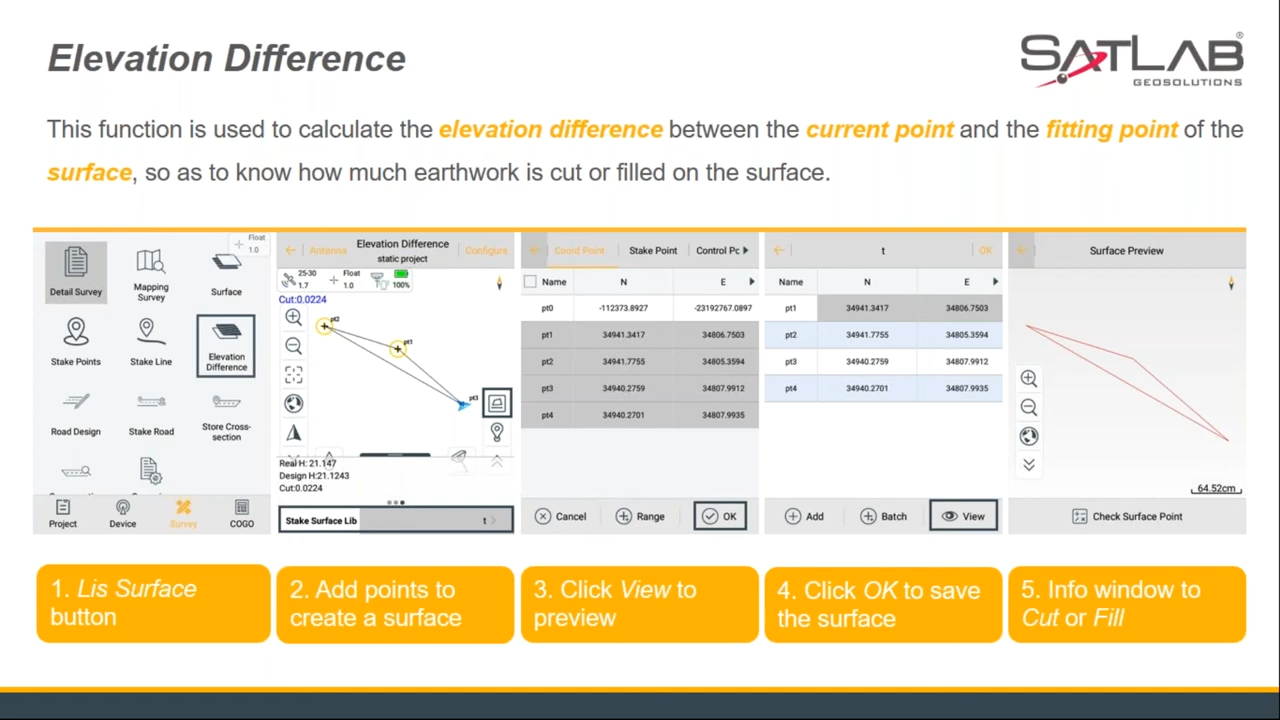 Elevation Difference
SATLAB®
GEOSOLUTIONS
This function is used to calculate the elevation difference between the current point and the fitting point of the
surface, so as to know how much earthwork is cut or filled on the surface.
Float
1.0
Detail Survey
Mapping
Survey
Surface
Stake Points
Stake Line
Elevation
Difference
Road Design
Stake Road
Store Cross-
section
Project
Device
Survey
COGO
Antenna
Elevation Difference
static project
Configure
25-30
Float
1.0
100%
Cut:0.0224
pt2
pt1
pt3
Real H: 21.147
Design H:21.1243
Cut:0.0224
Stake Surface Lib
t
Coord Point
Stake Point
Control Pc
Name N E
pt0 -112373.8927 -23192767.0897
pt1 34941.3417 34806.7503
pt2 34941.7755 34805.3594
pt3 34940.2759 34807.9912
pt4 34940.2701 34807.9935
Cancel
Range
OK
t
OK
Name N E
pt1 34941.3417 34806.7503
pt2 34941.7755 34805.3594
pt3 34940.2759 34807.9912
pt4 34940.2701 34807.9935
Add
Batch
View
Surface Preview
64.52cm
Check Surface Point
1. Lis Surface
button
2. Add points to
create a surface
3. Click View to
preview
4. Click OK to save
the surface
5. Info window to
Cut or Fill